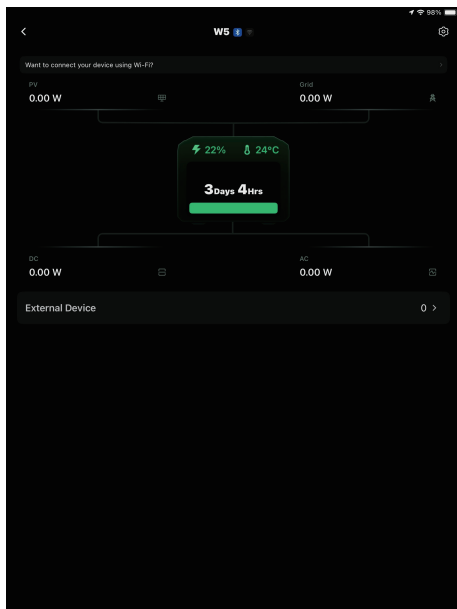 98%
W5
Want to connect your device using Wi-Fi?
PV
Grid
0.00 W
0.00 W
22%
24°C
3Days 4Hrs
DC
AC
0.00 W
0.00 W
External Device
0